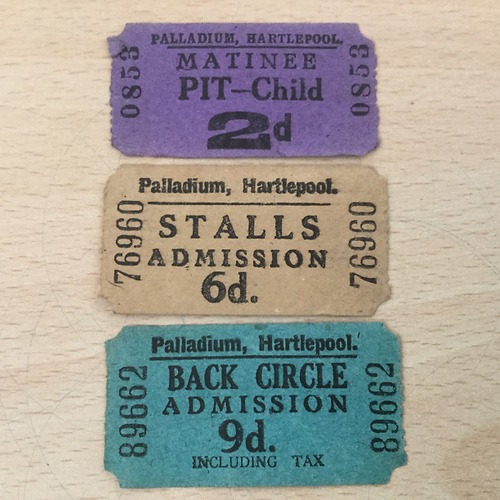 PALLADIUM, HARTLEPOOL.
MATINEE
PIT—Child
2d
0853
0853
Palladium, Hartlepool.
STALLS
ADMISSION
6d.
76960
76960
Palladium, Hartlepool.
BACK CIRCLE
ADMISSION
9d.
INCLUDING TAX
89662
89662